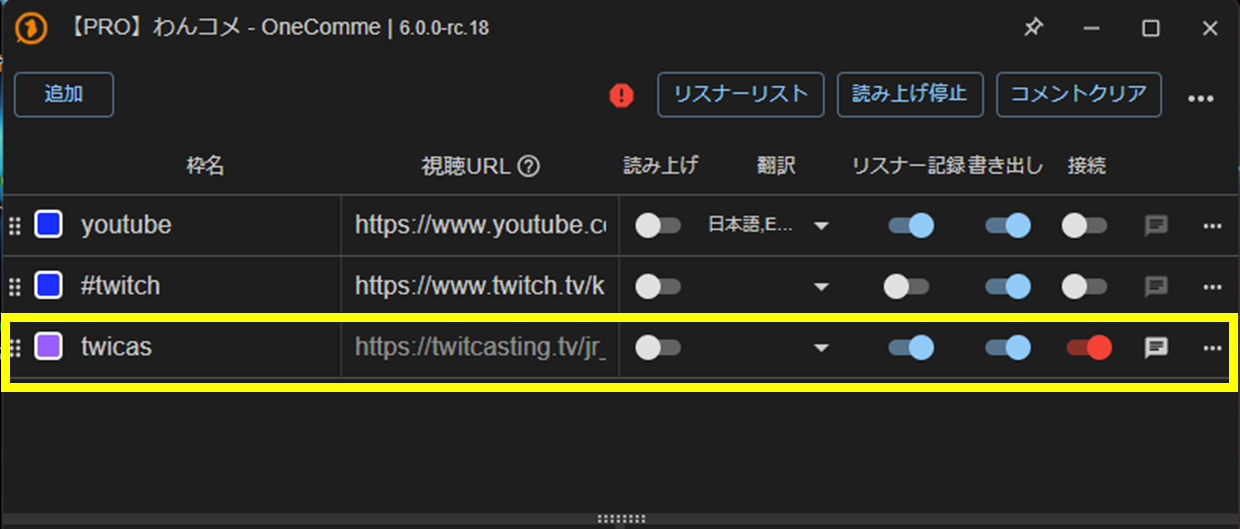 【PRO】わんコメ - OneComme | 6.0.0-rc.18
追加 リスナーリスト 読み上げ停止 コメントクリア
枠名 視聴URL 読み上げ 翻訳 リスナー記録 書き出し 接続
youtube https://www.youtube.co 日本語,E...
#twitch https://www.twitch.tv/k
twicas https://twitcasting.tv/jr_